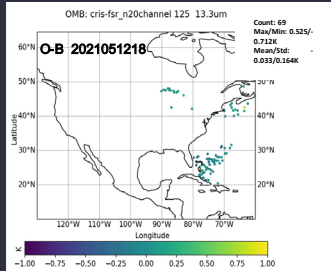 OMB: cris-fsr_n20channel 125 13.3um
Count: 69
Max/Min: 0.525/-
0.712K
Mean/Std: -
0.033/0.164K
O-B 2021051218
60°N
50°N
40°N
30°N
20°N
50°N
40°N
30°N
20°N
Latitude
120°W 110°W 100°W 90°W 80°W 70°W
Longitude
K
−1.00 −0.75 −0.50 −0.25 0.00 0.25 0.50 0.75 1.00